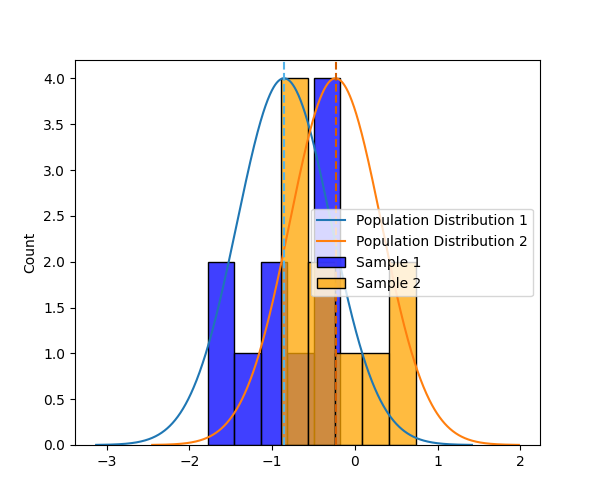 4.0
3.5
3.0
2.5
2.0
1.5
1.0
0.5
0.0
Count
Population Distribution 1
Population Distribution 2
Sample 1
Sample 2
−3 −2 −1 0 1 2